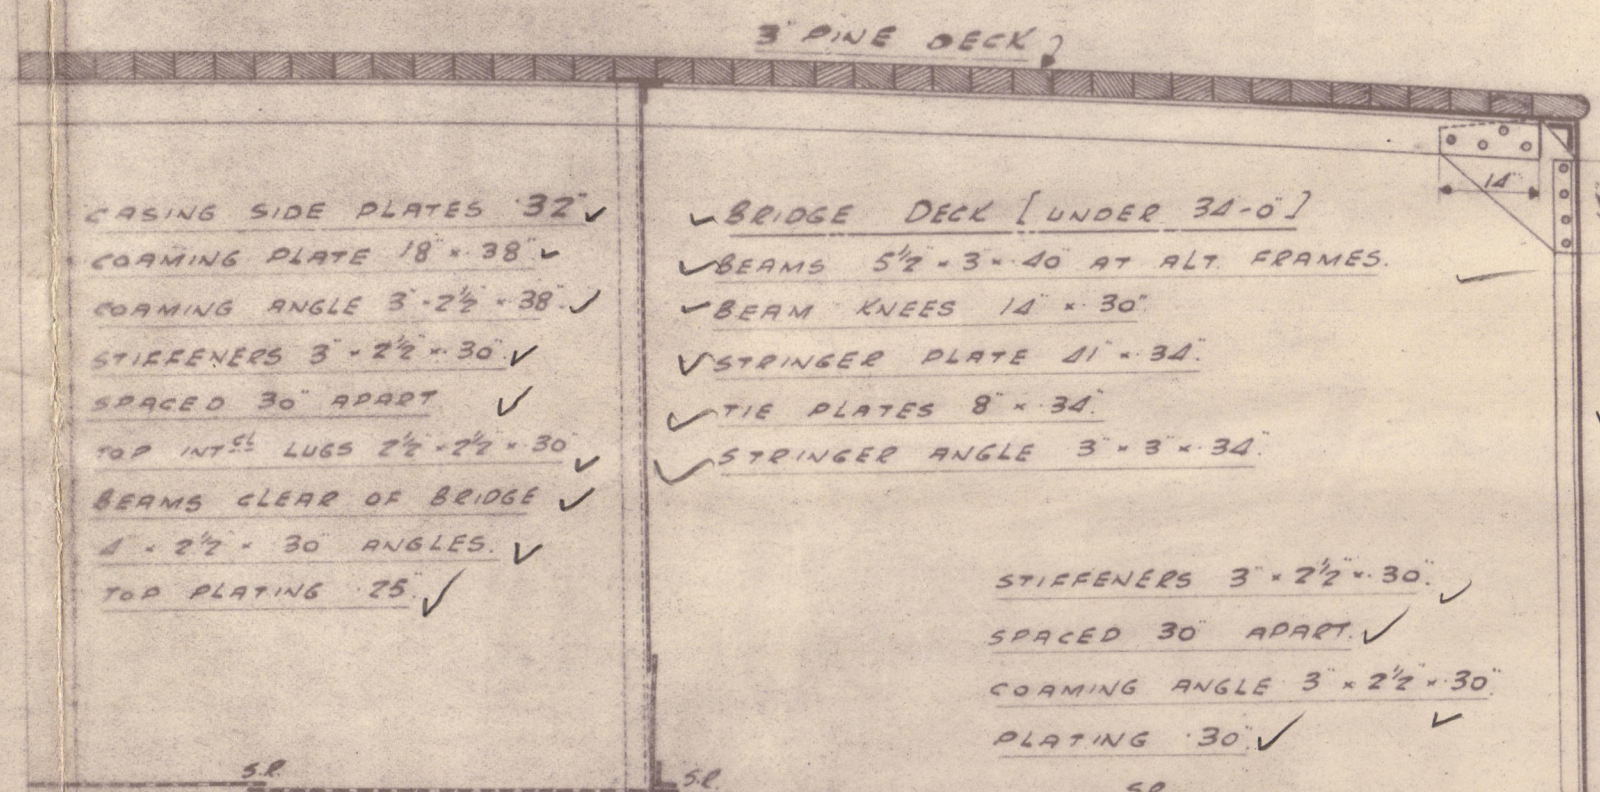 3" PINE DECK
14"
CASING SIDE PLATES ·32"
COAMING PLATE 18" × ·38"
COAMING ANGLE 3" × 2½" × ·38"
STIFFENERS 3" × 2½" × ·30"
SPACED 30" APART
TOP INTCL LUGS 2½" × 2½" × ·30"
BEAMS CLEAR OF BRIDGE
4" × 2½" × ·30" ANGLES.
TOP PLATING ·25"
BRIDGE DECK [UNDER 34-0"]
BEAMS 5½" × 3" × ·40" AT ALT. FRAMES.
BEAM KNEES 14" × ·30"
STRINGER PLATE 41" × ·34"
TIE PLATES 8" × ·34"
STRINGER ANGLE 3" × 3" × ·34"
STIFFENERS 3" × 2½" × ·30"
SPACED 30" APART.
COAMING ANGLE 3" × 2½" × ·30"
PLATING ·30"
S.R.
S.R.
S.R.